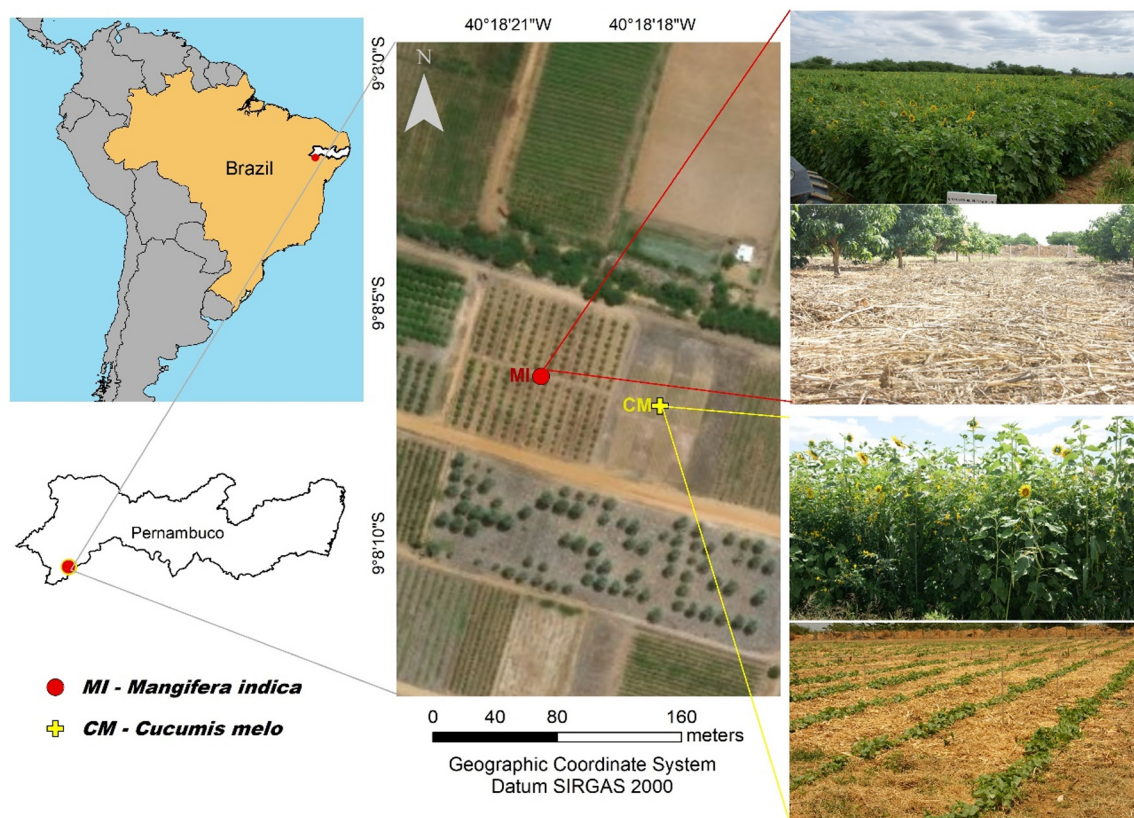 40°18'21"W 40°18'18"W
9°8'0"S
N
Brazil
9°8'5"S
MI
CM
9°8'10"S
Pernambuco
MI - Mangifera indica
CM - Cucumis melo
0 40 80 160
meters
Geographic Coordinate System
Datum SIRGAS 2000